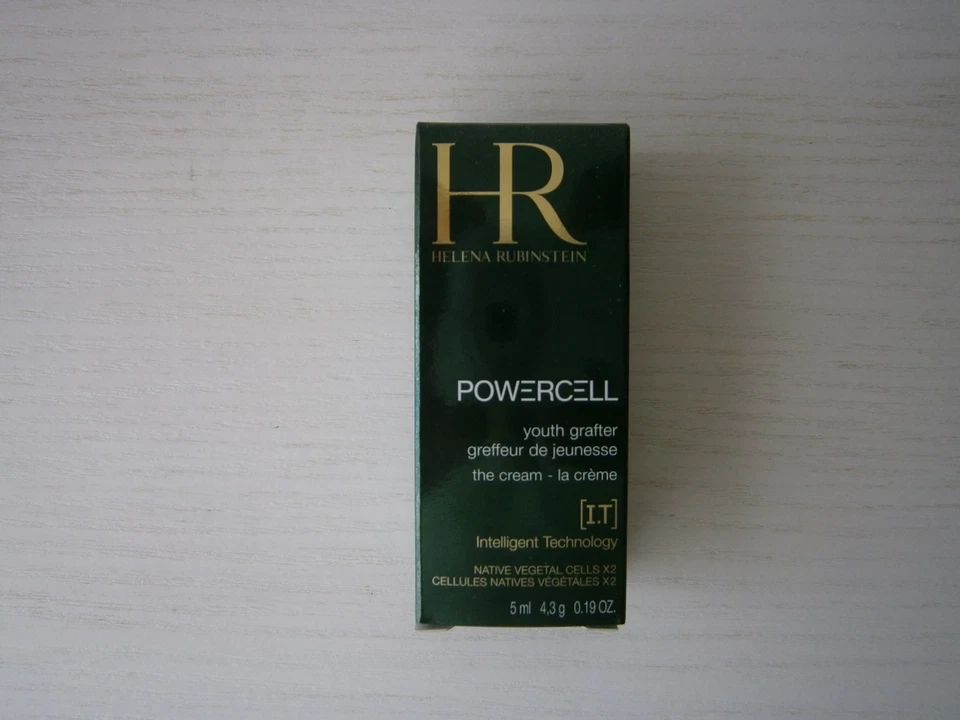 HR
HELENA RUBINSTEIN
POWERCELL
youth grafter
greffeur de jeunesse
the cream - la crème
[I.T]
Intelligent Technology
NATIVE VEGETAL CELLS X2
CELLULES NATIVES VÉGÉTALES X2
5 ml 4,3 g 0.19 OZ.